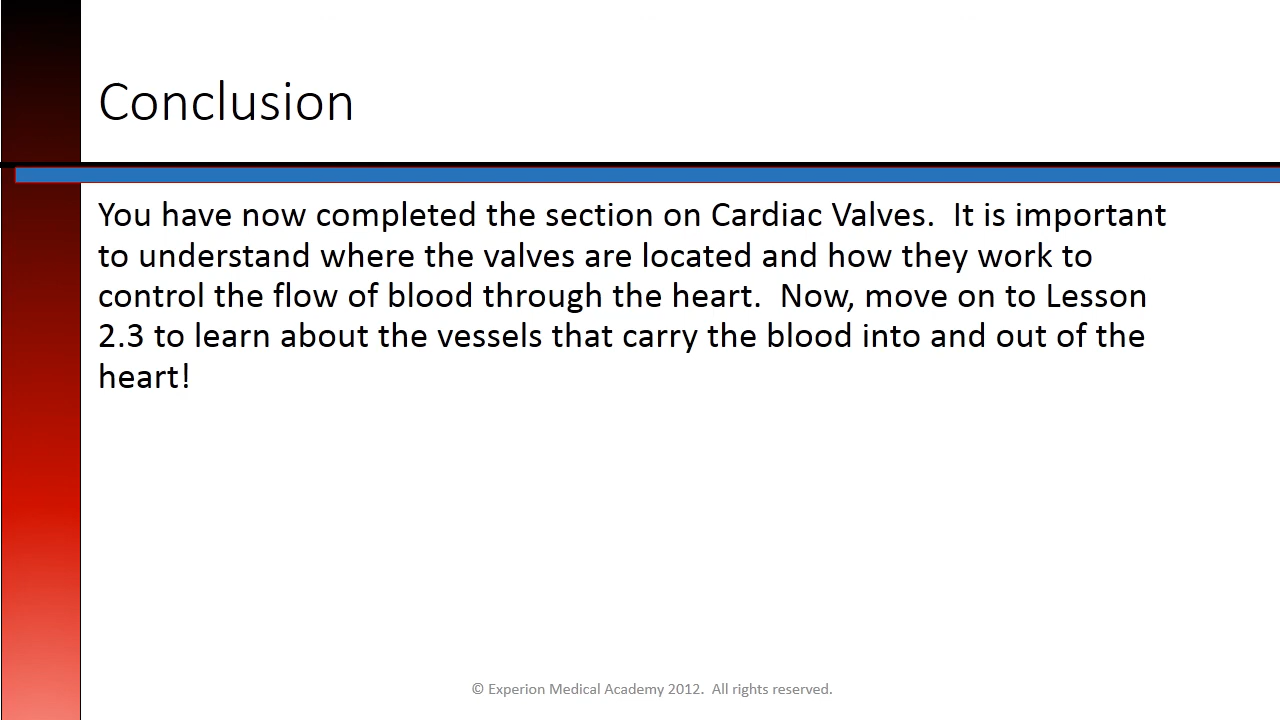 Conclusion
You have now completed the section on Cardiac Valves.  It is important
to understand where the valves are located and how they work to
control the flow of blood through the heart.  Now, move on to Lesson
2.3 to learn about the vessels that carry the blood into and out of the
heart!
© Experion Medical Academy 2012.  All rights reserved.